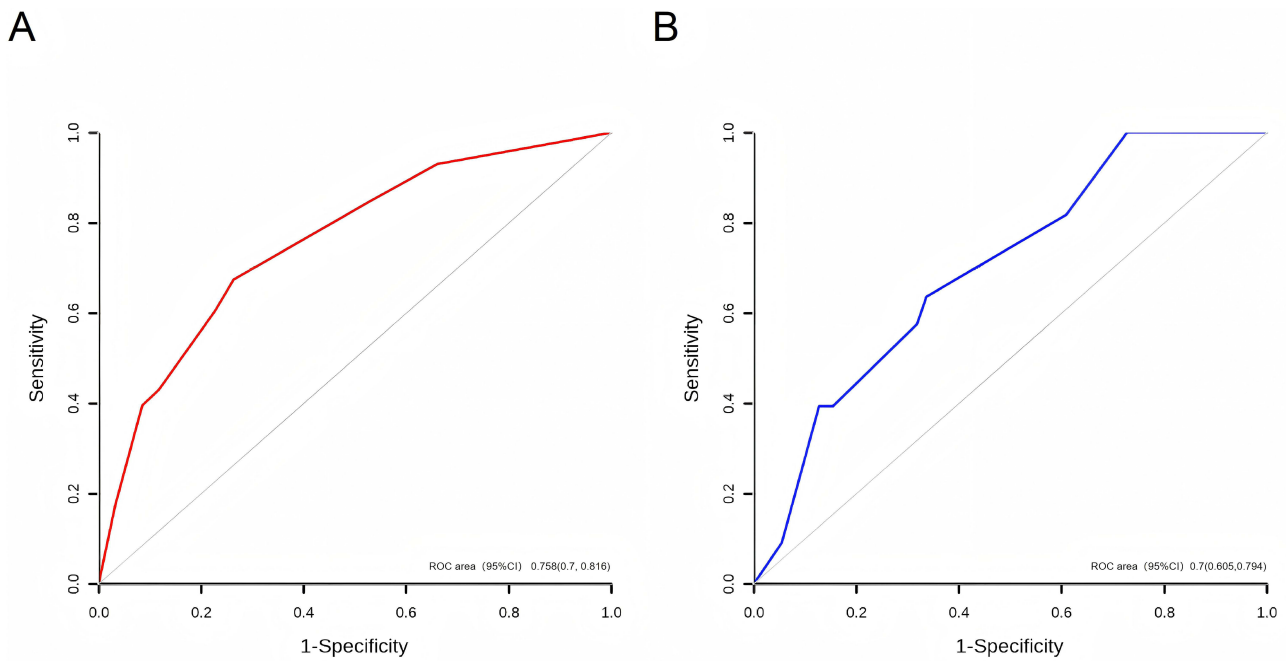 A
B
Sensitivity
1.0
0.8
0.6
0.4
0.2
0.0
ROC area (95%CI) 0.758(0.7, 0.816)
0.0 0.2 0.4 0.6 0.8 1.0
1-Specificity
Sensitivity
1.0
0.8
0.6
0.4
0.2
0.0
ROC area (95%CI) 0.7(0.605,0.794)
0.0 0.2 0.4 0.6 0.8 1.0
1-Specificity